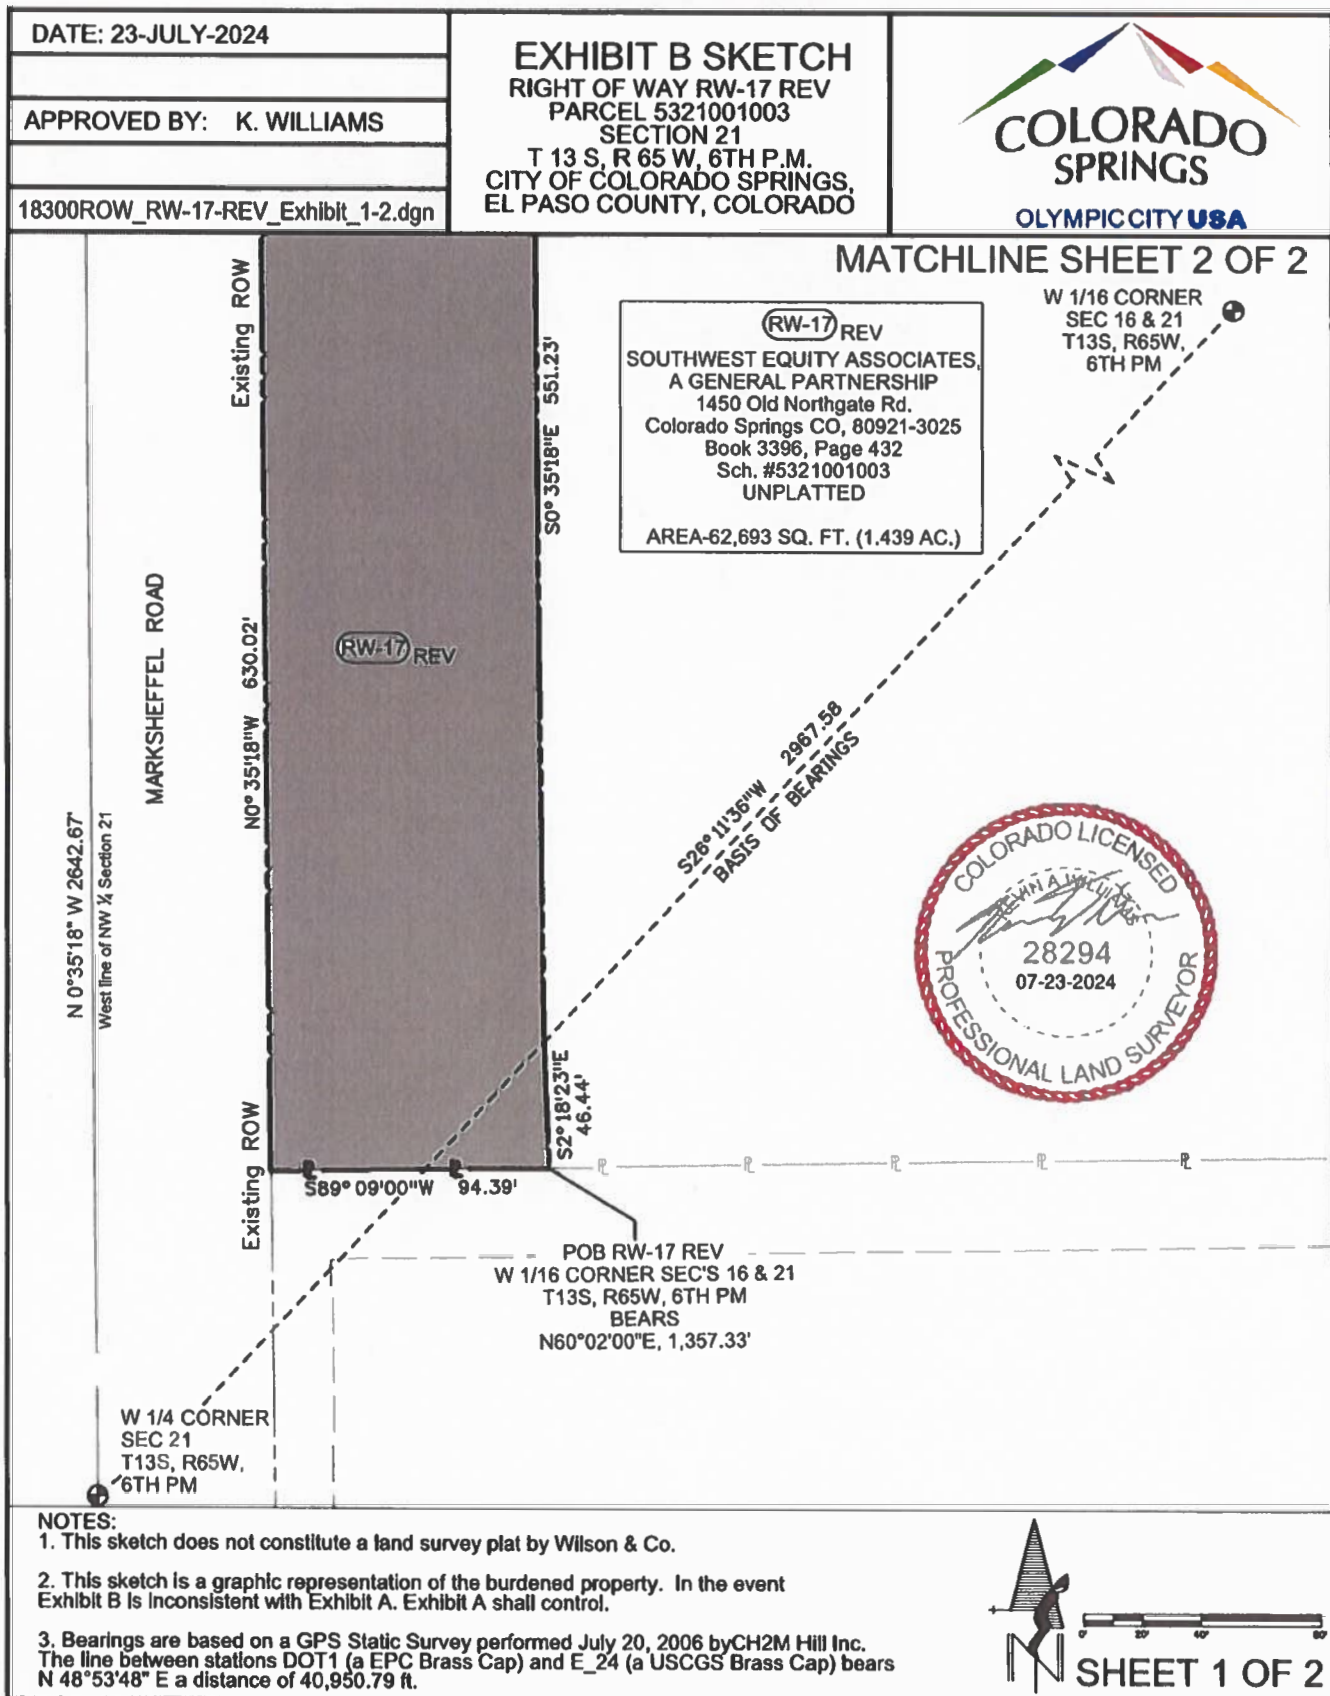 DATE: 23-JULY-2024
APPROVED BY: K. WILLIAMS
18300ROW_RW-17-REV_Exhibit_1-2.dgn
EXHIBIT B SKETCH
RIGHT OF WAY RW-17 REV
PARCEL 5321001003
SECTION 21
T 13 S, R 65 W, 6TH P.M.
CITY OF COLORADO SPRINGS,
EL PASO COUNTY, COLORADO
COLORADO
SPRINGS
OLYMPIC CITY USA
MATCHLINE SHEET 2 OF 2
W 1/16 CORNER
SEC 16 & 21
T13S, R65W,
6TH PM
RW-17 REV
SOUTHWEST EQUITY ASSOCIATES,
A GENERAL PARTNERSHIP
1450 Old Northgate Rd.
Colorado Springs CO, 80921-3025
Book 3396, Page 432
Sch. #5321001003
UNPLATTED
AREA-62,693 SQ. FT. (1.439 AC.)
Existing ROW
S0°35'18"E 551.23'
MARKSHEFFEL ROAD
N0°35'18"W 630.02'
RW-17 REV
N 0°35'18" W 2642.67'
West line of NW ¼ Section 21
S26°11'36"W 2967.58
BASIS OF BEARINGS
COLORADO LICENSED
KEVIN A WILLIAMS
28294
07-23-2024
PROFESSIONAL LAND SURVEYOR
S2°18'23"E
46.44'
Existing ROW
PL PL PL PL PL PL PL
S89°09'00"W 94.39'
POB RW-17 REV
W 1/16 CORNER SEC'S 16 & 21
T13S, R65W, 6TH PM
BEARS
N60°02'00"E, 1,357.33'
W 1/4 CORNER
SEC 21
T13S, R65W,
6TH PM
NOTES:
1. This sketch does not constitute a land survey plat by Wilson & Co.
2. This sketch is a graphic representation of the burdened property. In the event
Exhibit B is inconsistent with Exhibit A. Exhibit A shall control.
3. Bearings are based on a GPS Static Survey performed July 20, 2006 byCH2M Hill Inc.
The line between stations DOT1 (a EPC Brass Cap) and E_24 (a USCGS Brass Cap) bears
N 48°53'48" E a distance of 40,950.79 ft.
N
0' 20' 40' 80'
SHEET 1 OF 2